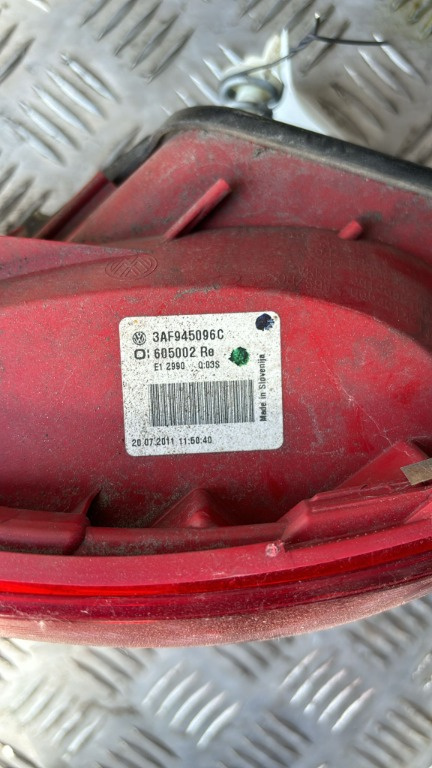 3AF945096C
605002 Re
E1 2990 Q:03S
Made in Slovenija
20.07.2011 11:50:40